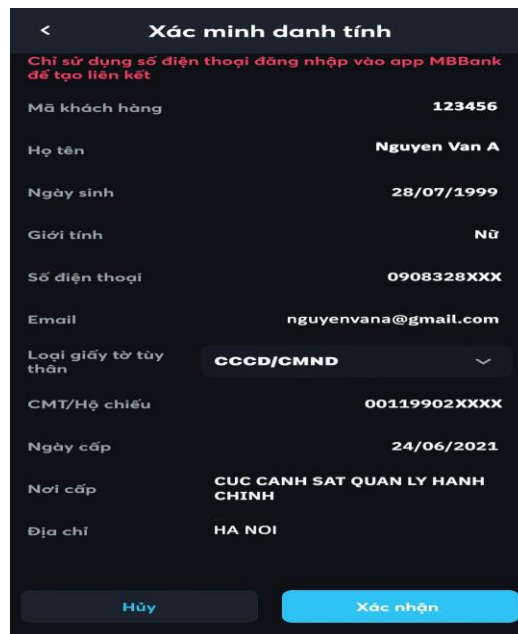 Xác minh danh tính
Chỉ sử dụng số điện thoại đăng nhập vào app MBBank
để tạo liên kết
Mã khách hàng 123456
Họ tên Nguyen Van A
Ngày sinh 28/07/1999
Giới tính Nữ
Số điện thoại 0908328XXX
Email nguyenvana@gmail.com
Loại giấy tờ tùy
thân
CCCD/CMND
CMT/Hộ chiếu 00119902XXXX
Ngày cấp 24/06/2021
Nơi cấp
CUC CANH SAT QUAN LY HANH
CHINH
Địa chỉ HA NOI
Hủy Xác nhận